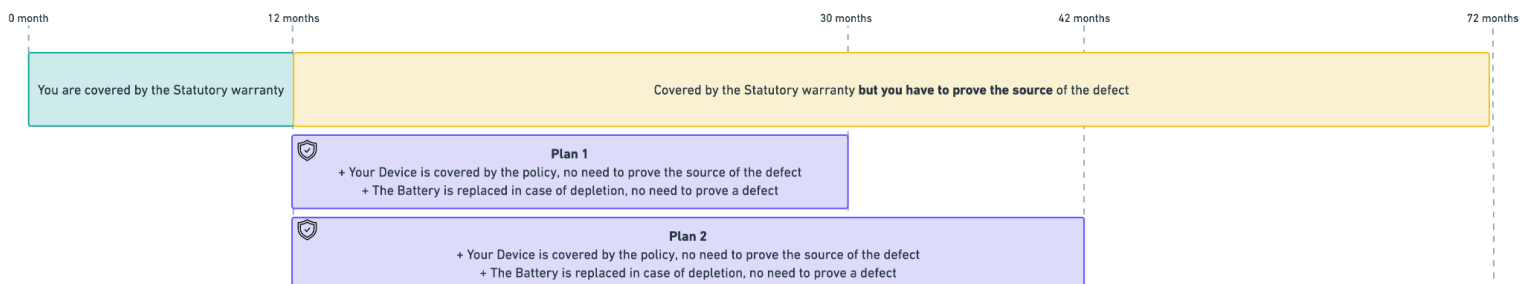 0 month
12 months
30 months
42 months
72 months
You are covered by the Statutory warranty
Covered by the Statutory warranty but you have to prove the source of the defect
Plan 1
+ Your Device is covered by the policy, no need to prove the source of the defect
+ The Battery is replaced in case of depletion, no need to prove a defect
Plan 2
+ Your Device is covered by the policy, no need to prove the source of the defect
+ The Battery is replaced in case of depletion, no need to prove a defect